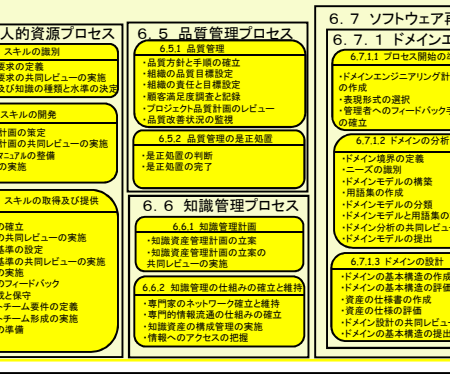 人的資源プロセス
スキルの識別
要求の定義
要求の共同レビューの実施
及び知識の種類と水準の決定
スキルの開発
計画の策定
計画の共同レビューの実施
マニュアルの整備
の実施
スキルの取得及び提供
の確立
の共同レビューの実施
基準の設定
基準の共同レビューの実施
の実施
のフィードバック
と保守
トチーム要件の定義
トチーム形成の実施
の準備
6.5 品質管理プロセス
6.5.1 品質管理
・品質方針と手順の確立
・組織の品質目標設定
・組織の責任と目標設定
・顧客満足度調査と記録
・プロジェクト品質計画のレビュー
・品質改善状況の監視
6.5.2 品質管理の是正処置
・是正処置の判断
・是正処置の完了
6.6 知識管理プロセス
6.6.1 知識管理計画
・知識資産管理計画の立案
・知識資産管理計画の立案の
共同レビューの実施
6.6.2 知識管理の仕組みの確立と維持
・専門家のネットワーク確立と維持
・専門的情報流通の仕組みの確立
・知識資産の構成管理の実施
・情報へのアクセスの把握
6.7 ソフトウェア再
6.7.1 ドメインエ
6.7.1.1 プロセス開始の
・ドメインエンジニアリング計
の作成
・表現形式の選択
・管理者へのフィードバック手
の確立
6.7.1.2 ドメインの分析
・ドメイン境界の定義
・ニーズの識別
・ドメインモデルの構築
・用語集の作成
・ドメインモデルの分類
・ドメインモデルと用語集の
・ドメイン分析の共同レビュ
・ドメインモデルの提出
6.7.1.3 ドメインの設計
・ドメインの基本構造の作成
・ドメインの基本構造の評価
・資産の仕様書の作成
・資産の仕様の評価
・ドメイン設計の共同レビュー
・ドメインの基本構造の提出